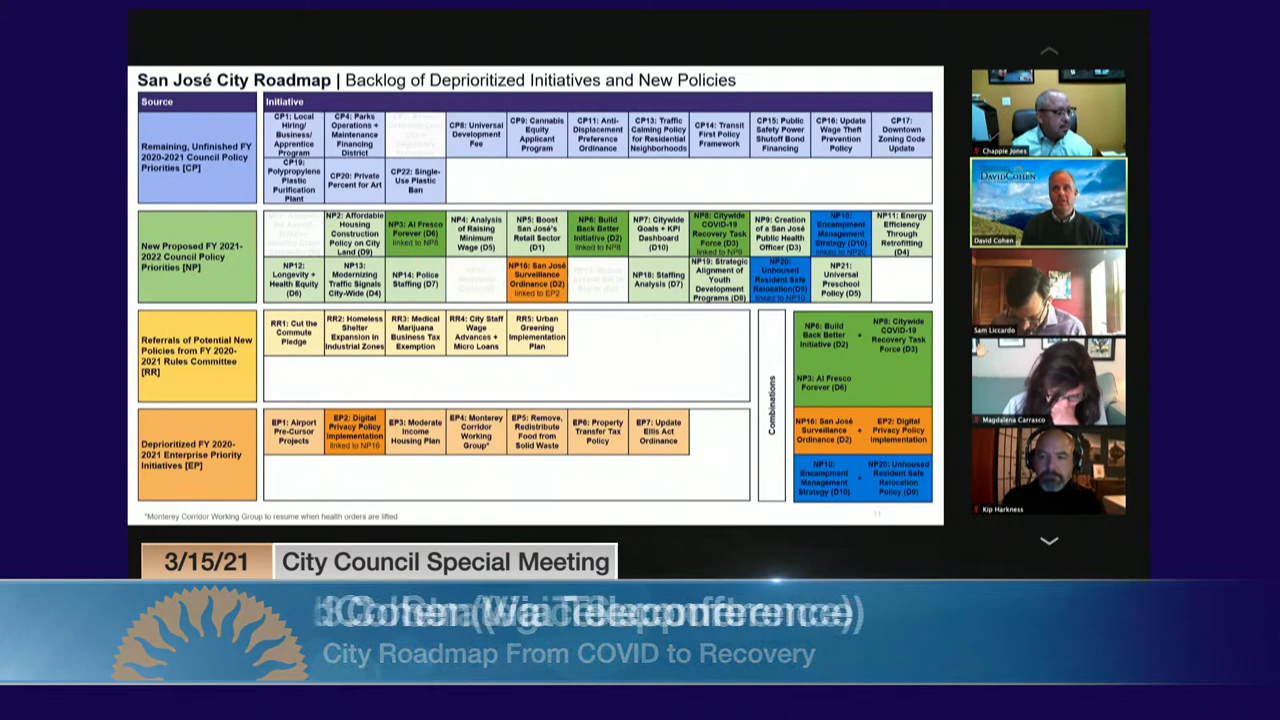 San José City Roadmap | Backlog of Deprioritized Initiatives and New Policies
Source
Initiative
Remaining, Unfinished FY
2020-2021 Council Policy
Priorities [CP]
CP1: Local
Hiring/
Business/
Apprentice
Program
CP4: Parks
Operations +
Maintenance
Financing
District
CP8: Universal
Development
Fee
CP9: Cannabis
Equity
Applicant
Program
CP11: Anti-
Displacement
Preference
Ordinance
CP13: Traffic
Calming Policy
for Residential
Neighborhoods
CP14: Transit
First Policy
Framework
CP15: Public
Safety Power
Shutoff Bond
Financing
CP16: Update
Wage Theft
Prevention
Policy
CP17:
Downtown
Zoning Code
Update
CP19:
Polypropylene
Plastic
Purification
Plant
CP20: Private
Percent for Art
CP22: Single-
Use Plastic
Ban
New Proposed FY 2021-
2022 Council Policy
Priorities [NP]
NP2: Affordable
Housing
Construction
Policy on City
Land (D9)
NP3: Al Fresco
Forever (D6)
linked to NP8
NP4: Analysis
of Raising
Minimum
Wage (D5)
NP5: Boost
San José's
Retail Sector
(D1)
NP6: Build
Back Better
Initiative (D2)
linked to NP8
NP7: Citywide
Goals + KPI
Dashboard
(D10)
NP8: Citywide
COVID-19
Recovery Task
Force (D3)
linked to NP6
NP9: Creation
of a San José
Public Health
Officer (D3)
NP10:
Encampment
Management
Strategy (D10)
linked to NP20
NP11: Energy
Efficiency
Through
Retrofitting
(D4)
NP12:
Longevity +
Health Equity
(D6)
NP13:
Modernizing
Traffic Signals
City-Wide (D4)
NP14: Police
Staffing (D7)
NP16: San José
Surveillance
Ordinance (D2)
linked to EP2
NP18: Staffing
Analysis (D7)
NP19: Strategic
Alignment of
Youth
Development
Programs (D8)
NP20:
Unhoused
Resident Safe
Relocation(D9)
linked to NP10
NP21:
Universal
Preschool
Policy (D5)
Referrals of Potential New
Policies from FY 2020-
2021 Rules Committee
[RR]
RR1: Cut the
Commute
Pledge
RR2: Homeless
Shelter
Expansion in
Industrial Zones
RR3: Medical
Marijuana
Business Tax
Exemption
RR4: City Staff
Wage
Advances +
Micro Loans
RR5: Urban
Greening
Implementation
Plan
Deprioritized FY 2020-
2021 Enterprise Priority
Initiatives [EP]
EP1: Airport
Pre-Cursor
Projects
EP2: Digital
Privacy Policy
Implementation
linked to NP16
EP3: Moderate
Income
Housing Plan
EP4: Monterey
Corridor
Working
Group*
EP5: Remove,
Redistribute
Food from
Solid Waste
EP6: Property
Transfer Tax
Policy
EP7: Update
Ellis Act
Ordinance
Combinations
NP6: Build
Back Better
Initiative (D2)
+
NP8: Citywide
COVID-19
Recovery Task
Force (D3)
NP3: Al Fresco
Forever (D6)
NP16: San José
Surveillance
Ordinance (D2)
+
EP2: Digital
Privacy Policy
Implementation
NP10:
Encampment
Management
Strategy (D10)
+
NP20: Unhoused
Resident Safe
Relocation
Policy (D9)
*Monterey Corridor Working Group to resume when health orders are lifted
11
Chappie Jones
DAVID COHEN
David Cohen
Sam Liccardo
Magdalena Carrasco
Kip Harkness
3/15/21
City Council Special Meeting
Cohen (Via Teleconference)
City Roadmap From COVID to Recovery